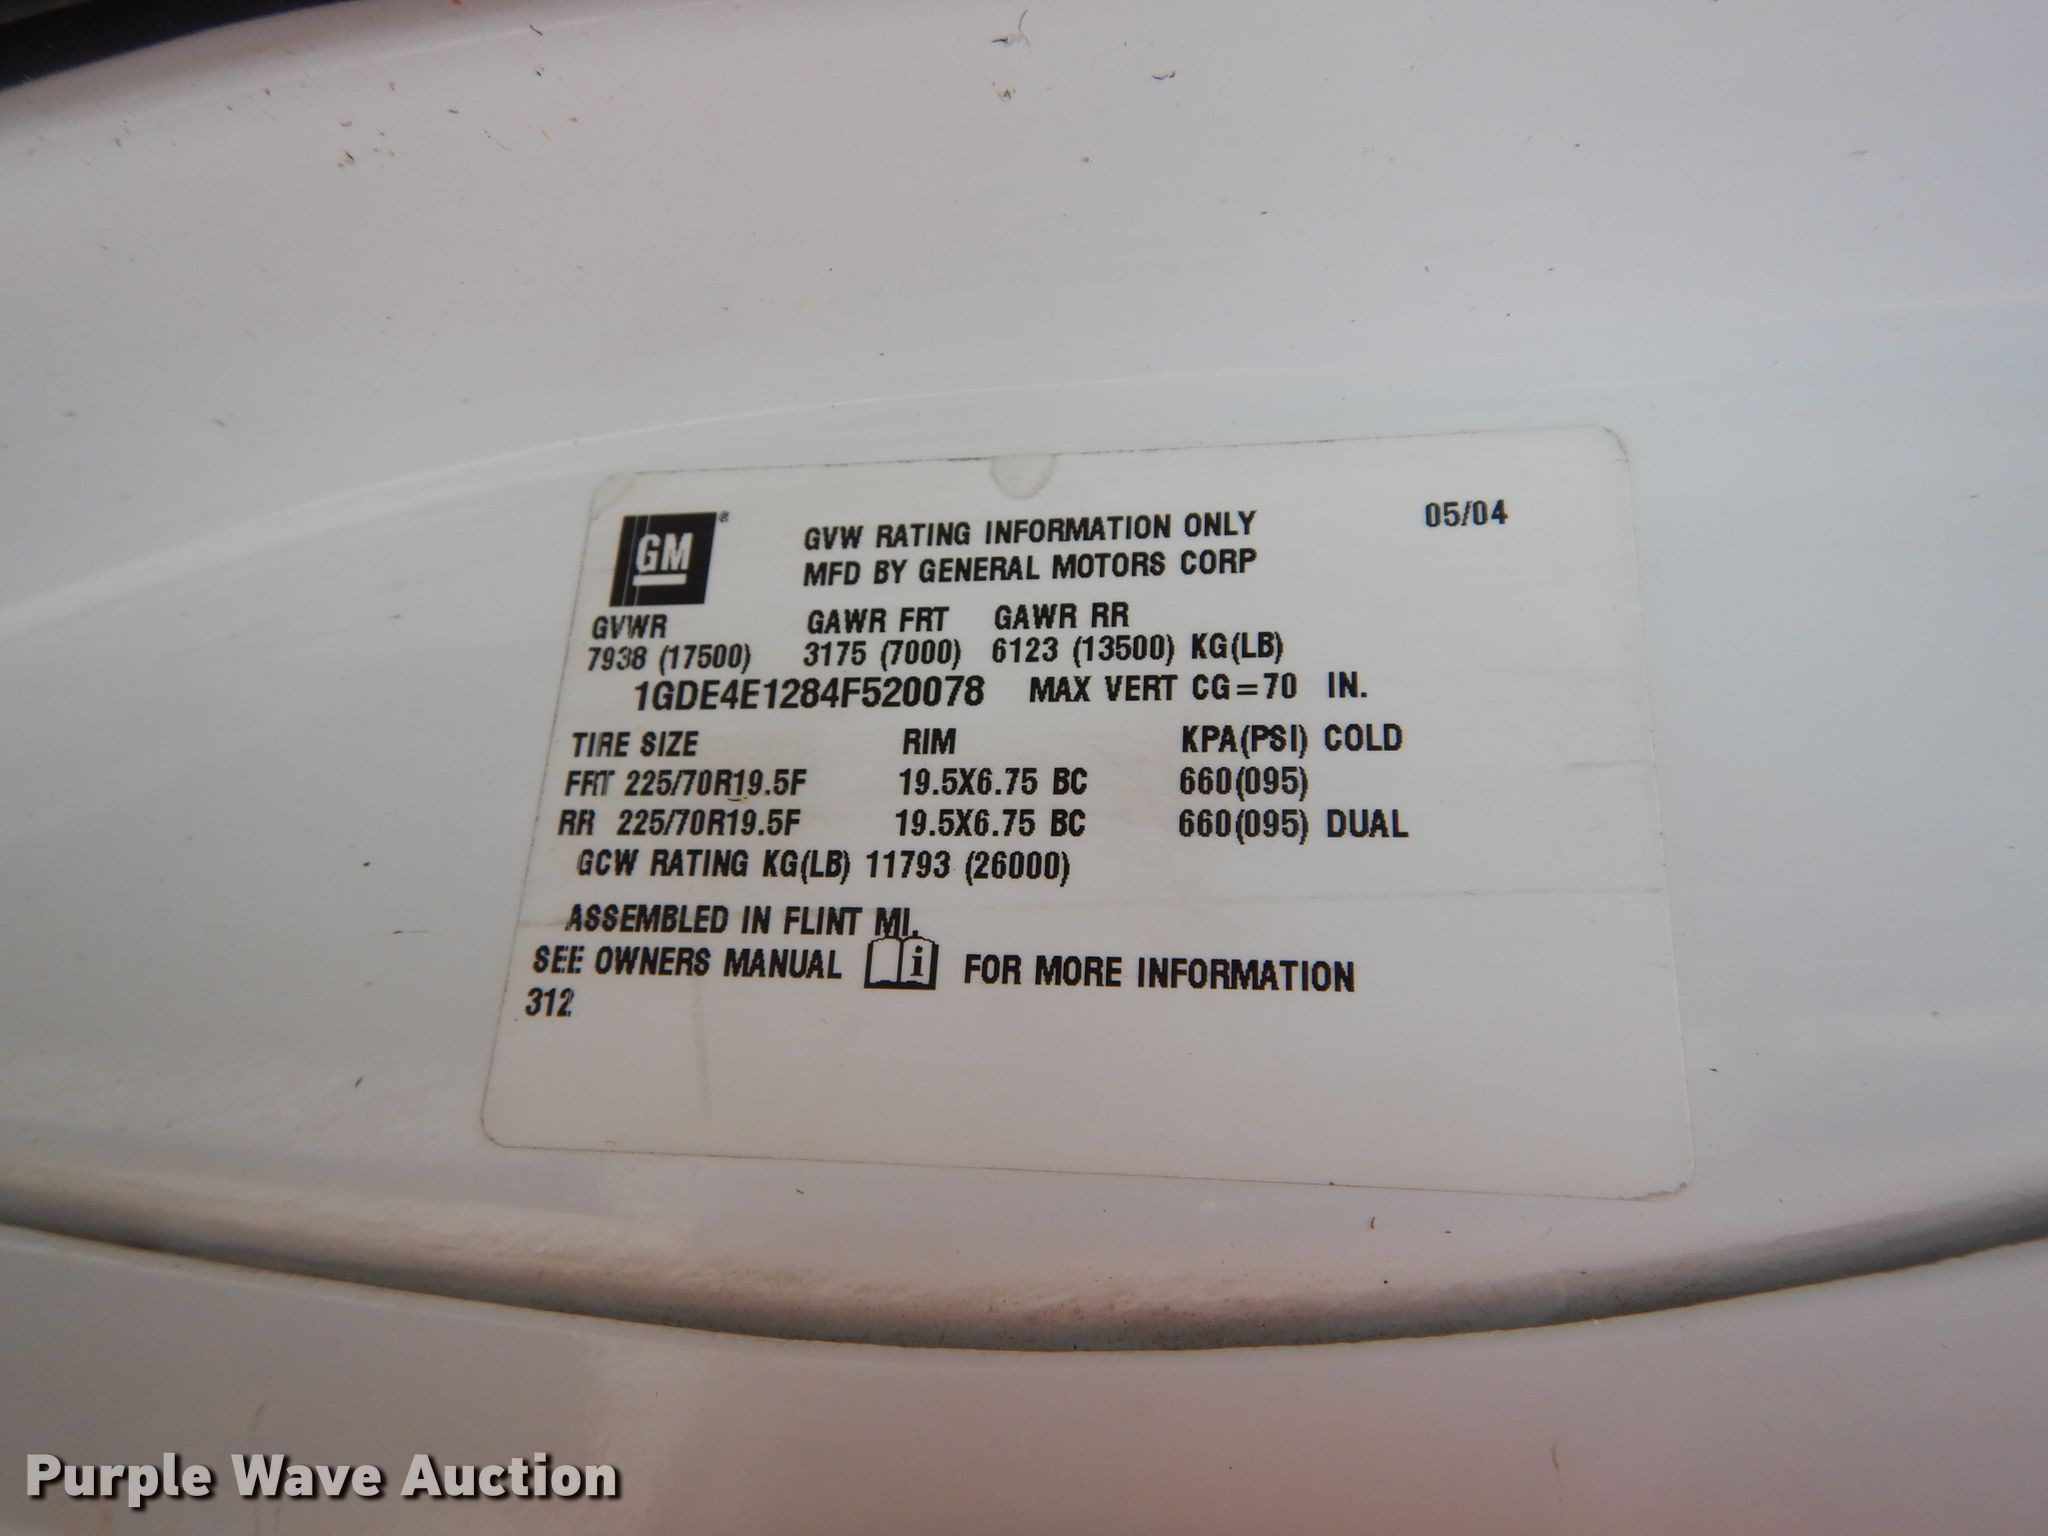 GM®
GVW RATING INFORMATION ONLY 05/04
MFD BY GENERAL MOTORS CORP
GVWR GAWR FRT GAWR RR
7938 (17500) 3175 (7000) 6123 (13500) KG(LB)
1GDE4E1284F520078 MAX VERT CG=70 IN.
TIRE SIZE RIM KPA(PSI) COLD
FRT 225/70R19.5F 19.5X6.75 BC 660(095)
RR 225/70R19.5F 19.5X6.75 BC 660(095) DUAL
GCW RATING KG(LB) 11793 (26000)
ASSEMBLED IN FLINT MI.
SEE OWNERS MANUAL i FOR MORE INFORMATION
312
Purple Wave Auction